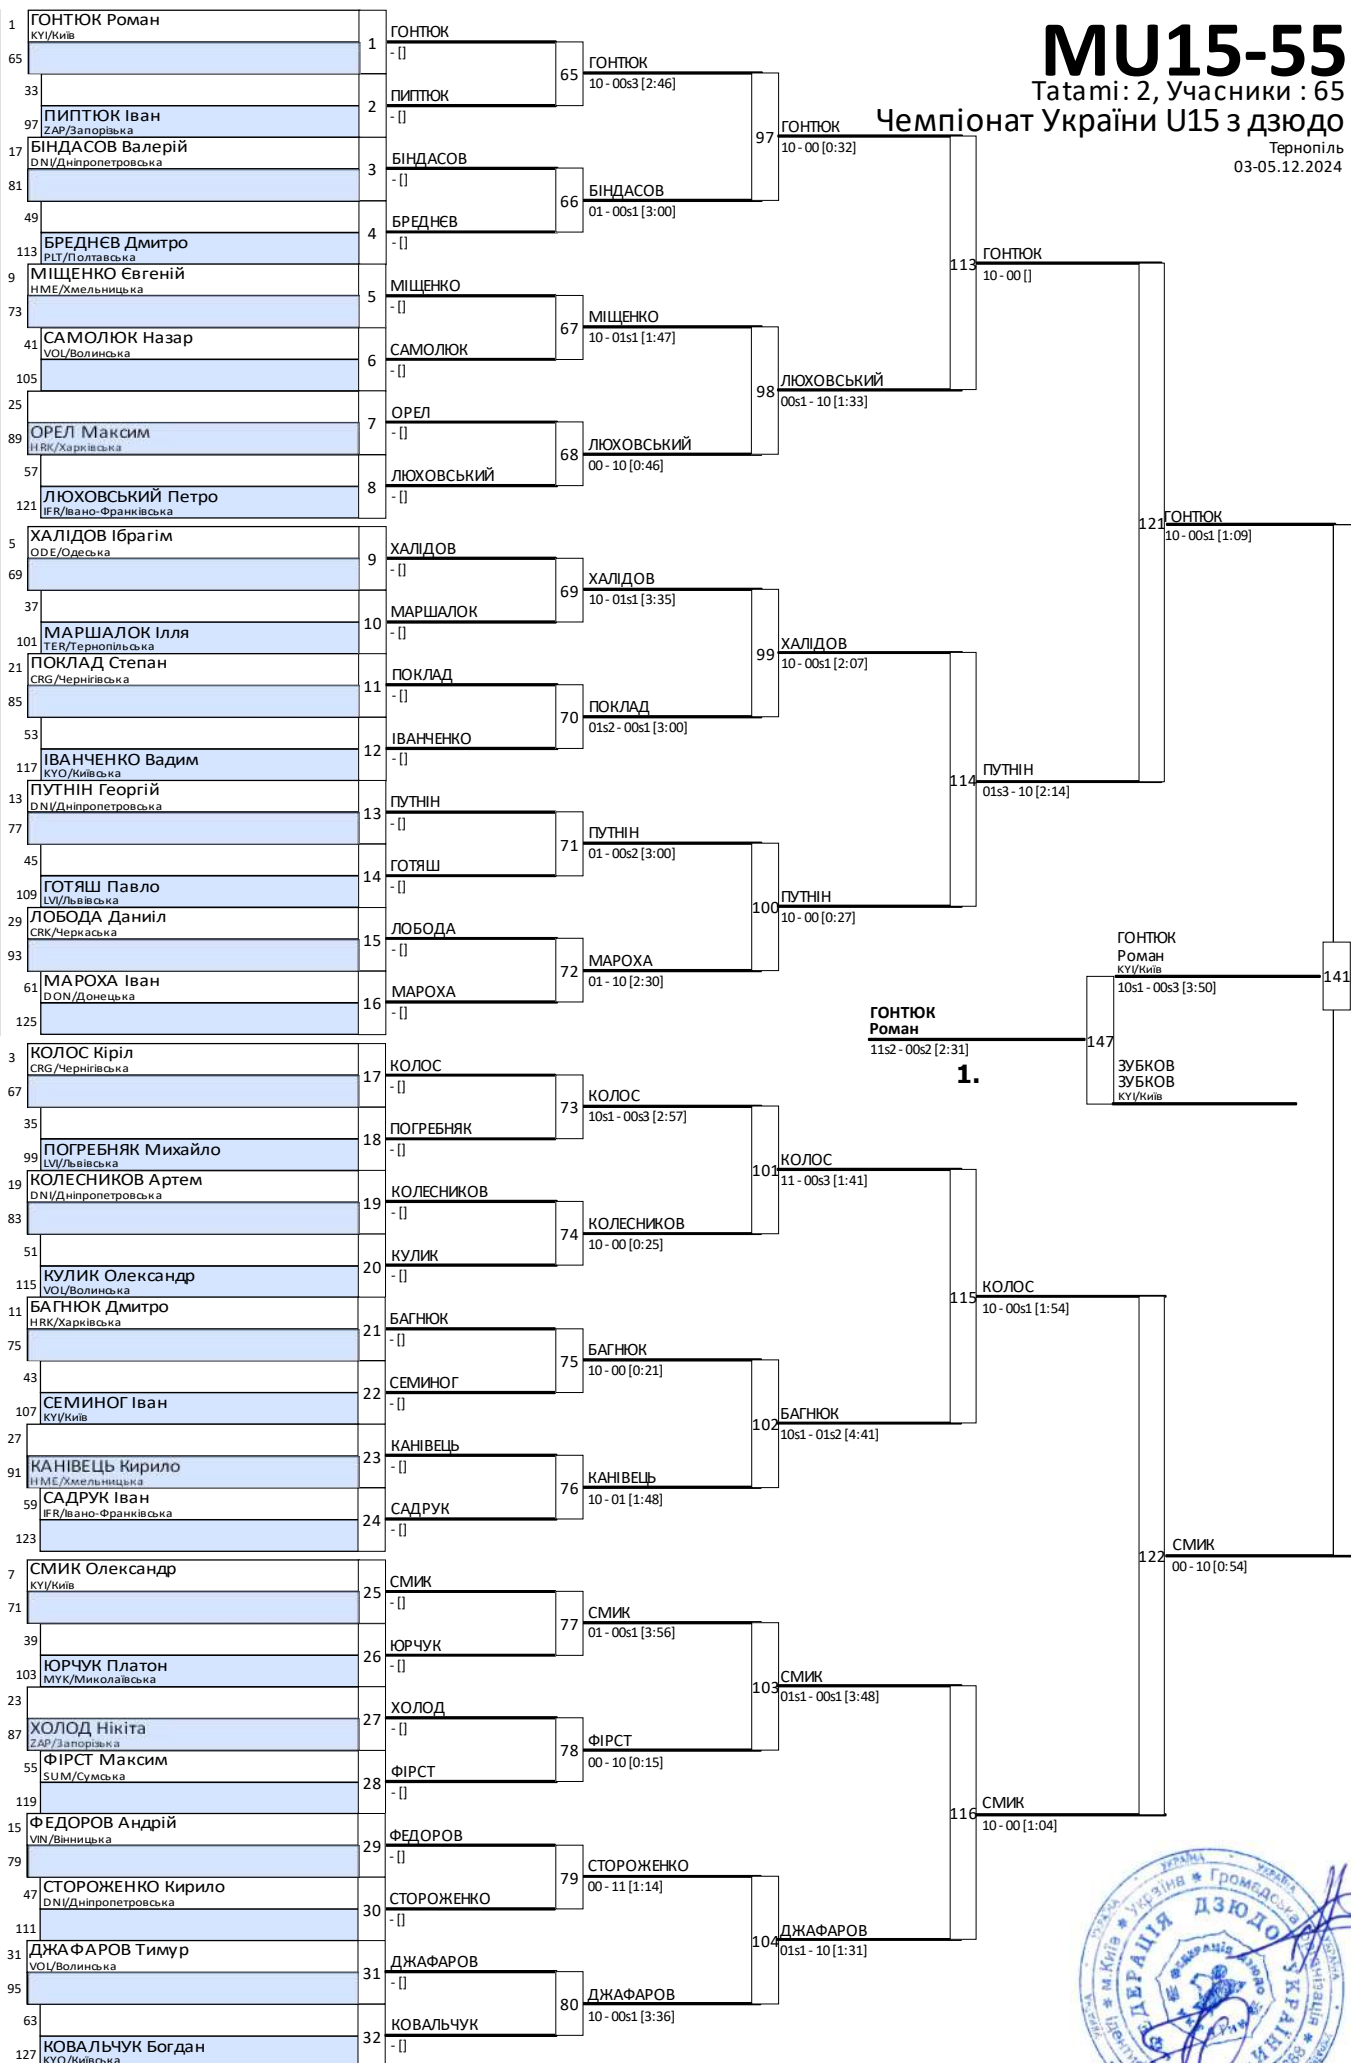 MU15-55
Tatami: 2, Учасники : 65
Чемпіонат України U15 з дзюдо
Тернопіль
03-05.12.2024
1
ГОНТЮК Роман
KYI/Київ
65
33
97
ПИПТЮК Іван
ZAP/Запорізька
17
БІНДАСОВ Валерій
DNI/Дніпропетровська
81
49
113
БРЕДНЄВ Дмитро
PLT/Полтавська
9
МІЩЕНКО Євгеній
HME/Хмельницька
73
41
САМОЛЮК Назар
VOL/Волинська
105
25
89
ОРЕЛ Максим
HRK/Харківська
57
121
ЛЮХОВСЬКИЙ Петро
IFR/Івано-Франківська
5
ХАЛІДОВ Ібрагім
ODE/Одеська
69
37
101
МАРШАЛОК Ілля
TER/Тернопільська
21
ПОКЛАД Степан
CRG/Чернігівська
85
53
117
ІВАНЧЕНКО Вадим
KYO/Київська
13
ПУТНІН Георгій
DNI/Дніпропетровська
77
45
109
ГОТЯШ Павло
LVI/Львівська
29
ЛОБОДА Даниіл
CRK/Черкаська
93
61
МАРОХА Іван
DON/Донецька
125
3
КОЛОС Кіріл
CRG/Чернігівська
67
35
99
ПОГРЕБНЯК Михайло
LVI/Львівська
19
КОЛЕСНИКОВ Артем
DNI/Дніпропетровська
83
51
115
КУЛИК Олександр
VOL/Волинська
11
БАГНЮК Дмитро
HRK/Харківська
75
43
107
СЕМИНОГ Іван
KYI/Київ
27
91
КАНІВЕЦЬ Кирило
HME/Хмельницька
59
САДРУК Іван
IFR/Івано-Франківська
123
7
СМИК Олександр
KYI/Київ
71
39
103
ЮРЧУК Платон
MYK/Миколаївська
23
87
ХОЛОД Нікіта
ZAP/Запорізька
55
ФІРСТ Максим
SUM/Сумська
119
15
ФЕДОРОВ Андрій
VIN/Вінницька
79
47
СТОРОЖЕНКО Кирило
DNI/Дніпропетровська
111
31
ДЖАФАРОВ Тимур
VOL/Волинська
95
63
127
КОВАЛЬЧУК Богдан
KYO/Київська
1
ГОНТЮК
- []
2
ПИПТЮК
- []
3
БІНДАСОВ
- []
4
БРЕДНЄВ
- []
5
МІЩЕНКО
- []
6
САМОЛЮК
- []
7
ОРЕЛ
- []
8
ЛЮХОВСЬКИЙ
- []
9
ХАЛІДОВ
- []
10
МАРШАЛОК
- []
11
ПОКЛАД
- []
12
ІВАНЧЕНКО
- []
13
ПУТНІН
- []
14
ГОТЯШ
- []
15
ЛОБОДА
- []
16
МАРОХА
- []
17
КОЛОС
- []
18
ПОГРЕБНЯК
- []
19
КОЛЕСНИКОВ
- []
20
КУЛИК
- []
21
БАГНЮК
- []
22
СЕМИНОГ
- []
23
КАНІВЕЦЬ
- []
24
САДРУК
- []
25
СМИК
- []
26
ЮРЧУК
- []
27
ХОЛОД
- []
28
ФІРСТ
- []
29
ФЕДОРОВ
- []
30
СТОРОЖЕНКО
- []
31
ДЖАФАРОВ
- []
32
КОВАЛЬЧУК
- []
65
ГОНТЮК
10 - 00s3 [2:46]
66
БІНДАСОВ
01 - 00s1 [3:00]
67
МІЩЕНКО
10 - 01s1 [1:47]
68
ЛЮХОВСЬКИЙ
00 - 10 [0:46]
69
ХАЛІДОВ
10 - 01s1 [3:35]
70
ПОКЛАД
01s2 - 00s1 [3:00]
71
ПУТНІН
01 - 00s2 [3:00]
72
МАРОХА
01 - 10 [2:30]
73
КОЛОС
10s1 - 00s3 [2:57]
74
КОЛЕСНИКОВ
10 - 00 [0:25]
75
БАГНЮК
10 - 00 [0:21]
76
КАНІВЕЦЬ
10 - 01 [1:48]
77
СМИК
01 - 00s1 [3:56]
78
ФІРСТ
00 - 10 [0:15]
79
СТОРОЖЕНКО
00 - 11 [1:14]
80
ДЖАФАРОВ
10 - 00s1 [3:36]
97
ГОНТЮК
10 - 00 [0:32]
98
ЛЮХОВСЬКИЙ
00s1 - 10 [1:33]
99
ХАЛІДОВ
10 - 00s1 [2:07]
100
ПУТНІН
10 - 00 [0:27]
101
КОЛОС
11 - 00s3 [1:41]
102
БАГНЮК
10s1 - 01s2 [4:41]
103
СМИК
01s1 - 00s1 [3:48]
104
ДЖАФАРОВ
01s1 - 10 [1:31]
113
ГОНТЮК
10 - 00 []
114
ПУТНІН
01s3 - 10 [2:14]
115
КОЛОС
10 - 00s1 [1:54]
116
СМИК
10 - 00 [1:04]
121
ГОНТЮК
10 - 00s1 [1:09]
122
СМИК
00 - 10 [0:54]
141
ГОНТЮК
Роман
KYI/Київ
10s1 - 00s3 [3:50]
147
ЗУБКОВ
ЗУБКОВ
KYI/Київ
ГОНТЮК
Роман
11s2 - 00s2 [2:31]
1.